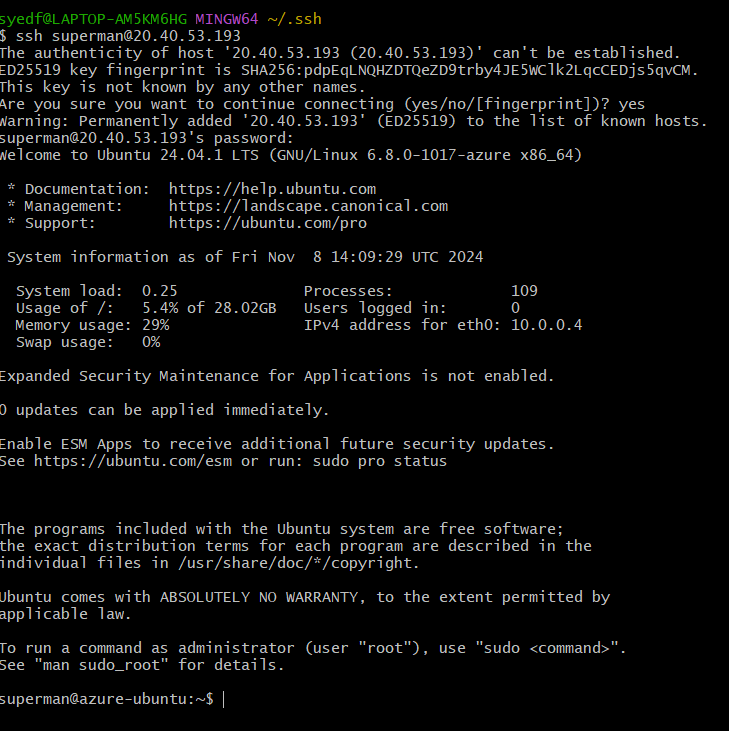 syedf@LAPTOP-AM5KM6HG MINGW64 ~/.ssh
$ ssh superman@20.40.53.193
The authenticity of host '20.40.53.193 (20.40.53.193)' can't be established.
ED25519 key fingerprint is SHA256:pdpEqLNQHZDTQeZD9trby4JE5WClk2LqcCEDjs5qvCM.
This key is not known by any other names.
Are you sure you want to continue connecting (yes/no/[fingerprint])? yes
Warning: Permanently added '20.40.53.193' (ED25519) to the list of known hosts.
superman@20.40.53.193's password:
Welcome to Ubuntu 24.04.1 LTS (GNU/Linux 6.8.0-1017-azure x86_64)

 * Documentation:  https://help.ubuntu.com
 * Management:     https://landscape.canonical.com
 * Support:        https://ubuntu.com/pro

 System information as of Fri Nov  8 14:09:29 UTC 2024

  System load:  0.25              Processes:             109
  Usage of /:   5.4% of 28.02GB   Users logged in:       0
  Memory usage: 29%               IPv4 address for eth0: 10.0.0.4
  Swap usage:   0%

Expanded Security Maintenance for Applications is not enabled.

0 updates can be applied immediately.

Enable ESM Apps to receive additional future security updates.
See https://ubuntu.com/esm or run: sudo pro status

The programs included with the Ubuntu system are free software;
the exact distribution terms for each program are described in the
individual files in /usr/share/doc/*/copyright.

Ubuntu comes with ABSOLUTELY NO WARRANTY, to the extent permitted by
applicable law.

To run a command as administrator (user "root"), use "sudo <command>".
See "man sudo_root" for details.

superman@azure-ubuntu:~$